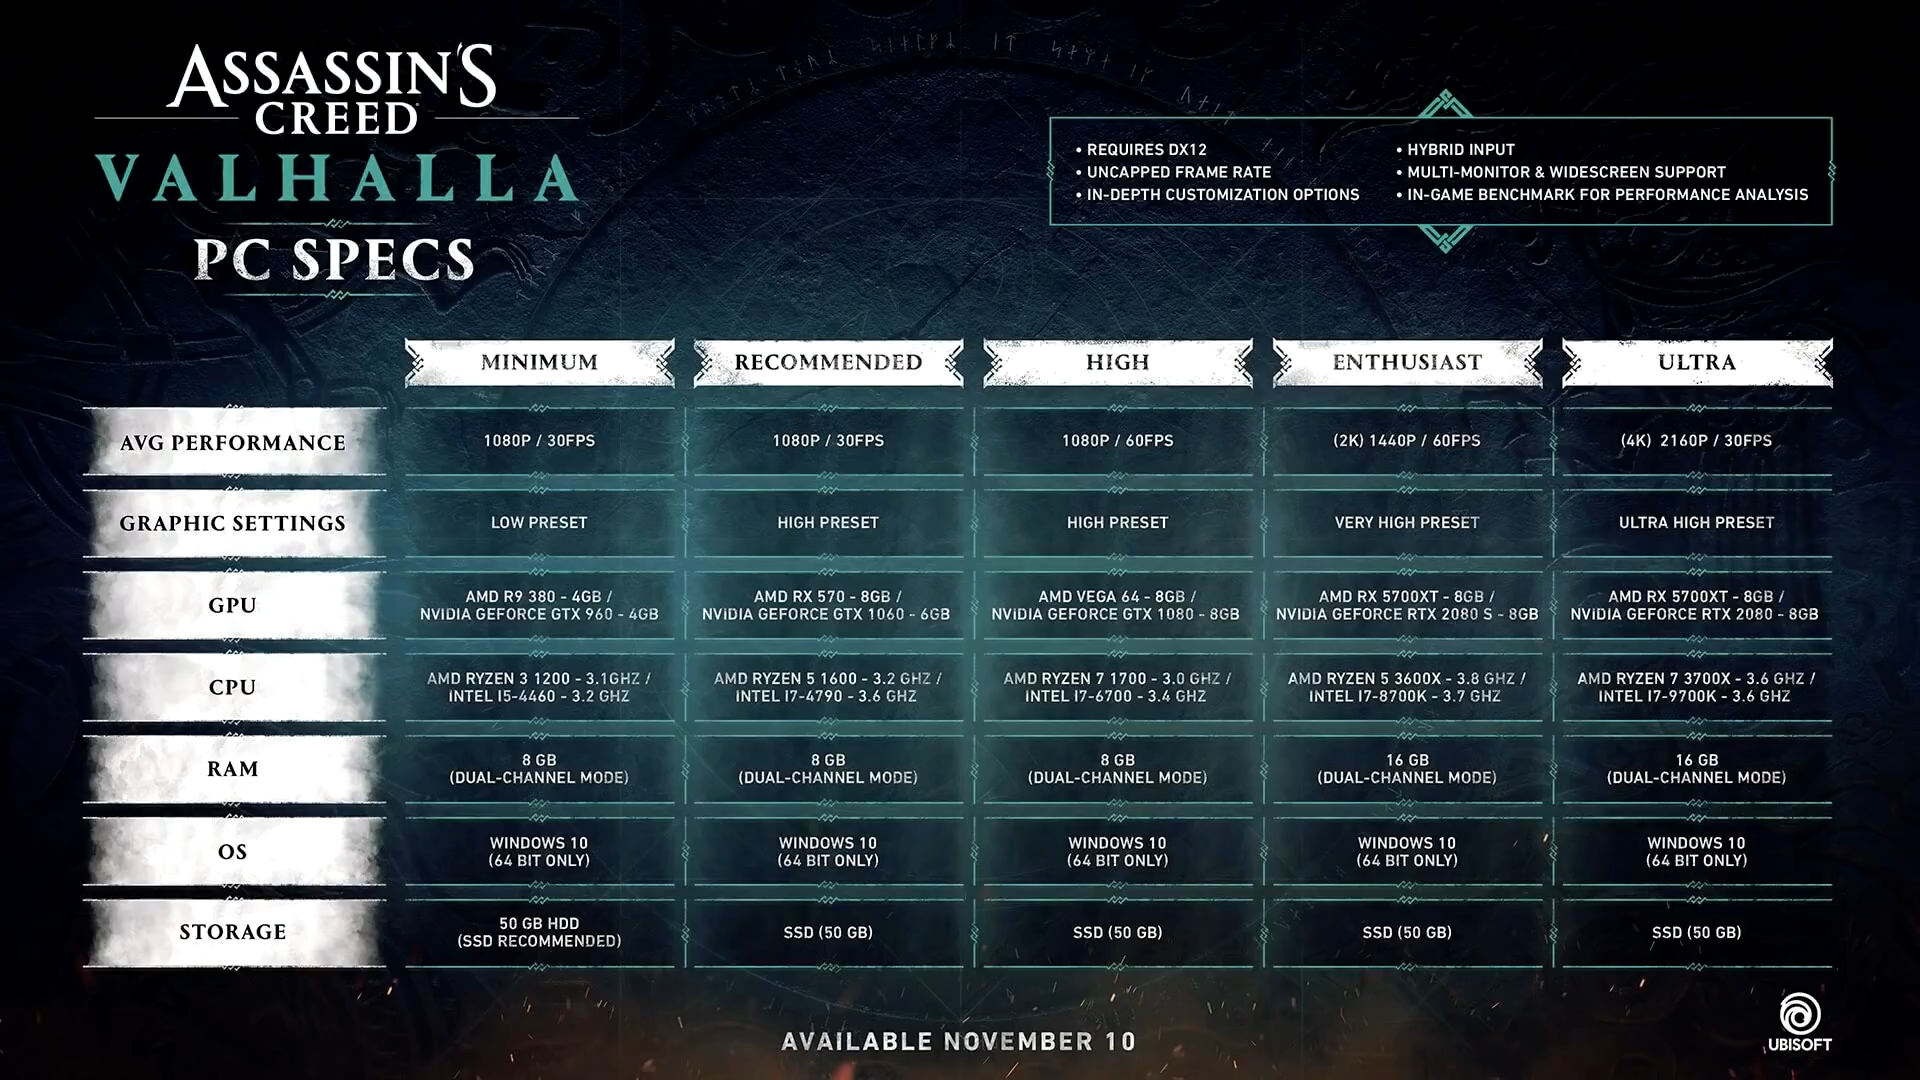 ASSASSIN'S
CREED
VALHALLA
PC SPECS
• REQUIRES DX12
• UNCAPPED FRAME RATE
• IN-DEPTH CUSTOMIZATION OPTIONS
• HYBRID INPUT
• MULTI-MONITOR & WIDESCREEN SUPPORT
• IN-GAME BENCHMARK FOR PERFORMANCE ANALYSIS
MINIMUM RECOMMENDED HIGH ENTHUSIAST ULTRA
AVG PERFORMANCE 1080P / 30FPS 1080P / 30FPS 1080P / 60FPS (2K) 1440P / 60FPS (4K) 2160P / 30FPS
GRAPHIC SETTINGS LOW PRESET HIGH PRESET HIGH PRESET VERY HIGH PRESET ULTRA HIGH PRESET
GPU
AMD R9 380 - 4GB /
NVIDIA GEFORCE GTX 960 - 4GB
AMD RX 570 - 8GB /
NVIDIA GEFORCE GTX 1060 - 6GB
AMD VEGA 64 - 8GB /
NVIDIA GEFORCE GTX 1080 - 8GB
AMD RX 5700XT - 8GB /
NVIDIA GEFORCE RTX 2080 S - 8GB
AMD RX 5700XT - 8GB /
NVIDIA GEFORCE RTX 2080 - 8GB
CPU
AMD RYZEN 3 1200 - 3.1GHZ /
INTEL I5-4460 - 3.2 GHZ
AMD RYZEN 5 1600 - 3.2 GHZ /
INTEL I7-4790 - 3.6 GHZ
AMD RYZEN 7 1700 - 3.0 GHZ /
INTEL I7-6700 - 3.4 GHZ
AMD RYZEN 5 3600X - 3.8 GHZ /
INTEL I7-8700K - 3.7 GHZ
AMD RYZEN 7 3700X - 3.6 GHZ /
INTEL I7-9700K - 3.6 GHZ
RAM
8 GB
(DUAL-CHANNEL MODE)
8 GB
(DUAL-CHANNEL MODE)
8 GB
(DUAL-CHANNEL MODE)
16 GB
(DUAL-CHANNEL MODE)
16 GB
(DUAL-CHANNEL MODE)
OS
WINDOWS 10
(64 BIT ONLY)
WINDOWS 10
(64 BIT ONLY)
WINDOWS 10
(64 BIT ONLY)
WINDOWS 10
(64 BIT ONLY)
WINDOWS 10
(64 BIT ONLY)
STORAGE
50 GB HDD
(SSD RECOMMENDED)
SSD (50 GB)
SSD (50 GB)
SSD (50 GB)
SSD (50 GB)
AVAILABLE NOVEMBER 10
UBISOFT